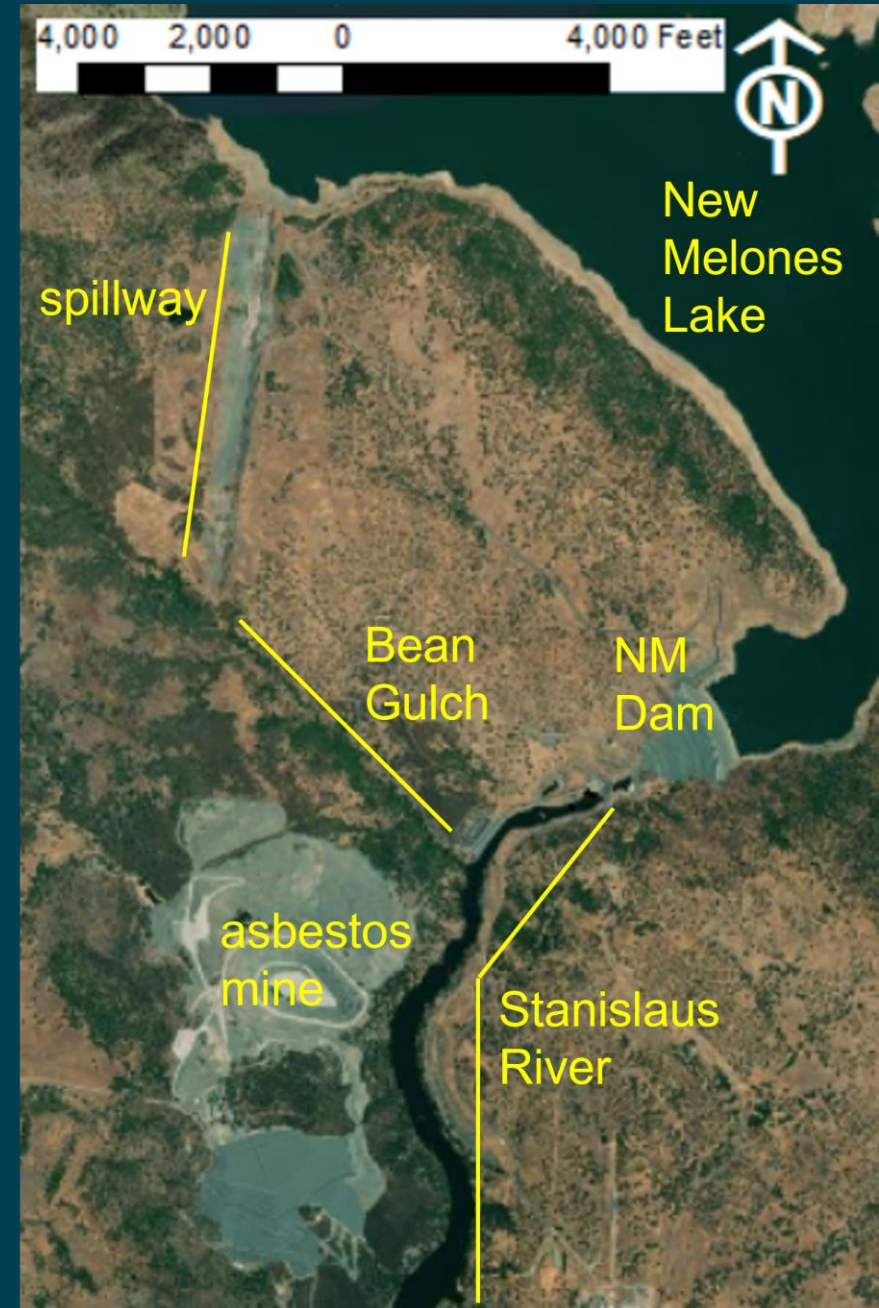 4,000 2,000 0 4,000 Feet
N
New
Melones
Lake
spillway
Bean
Gulch
NM
Dam
asbestos
mine
Stanislaus
River